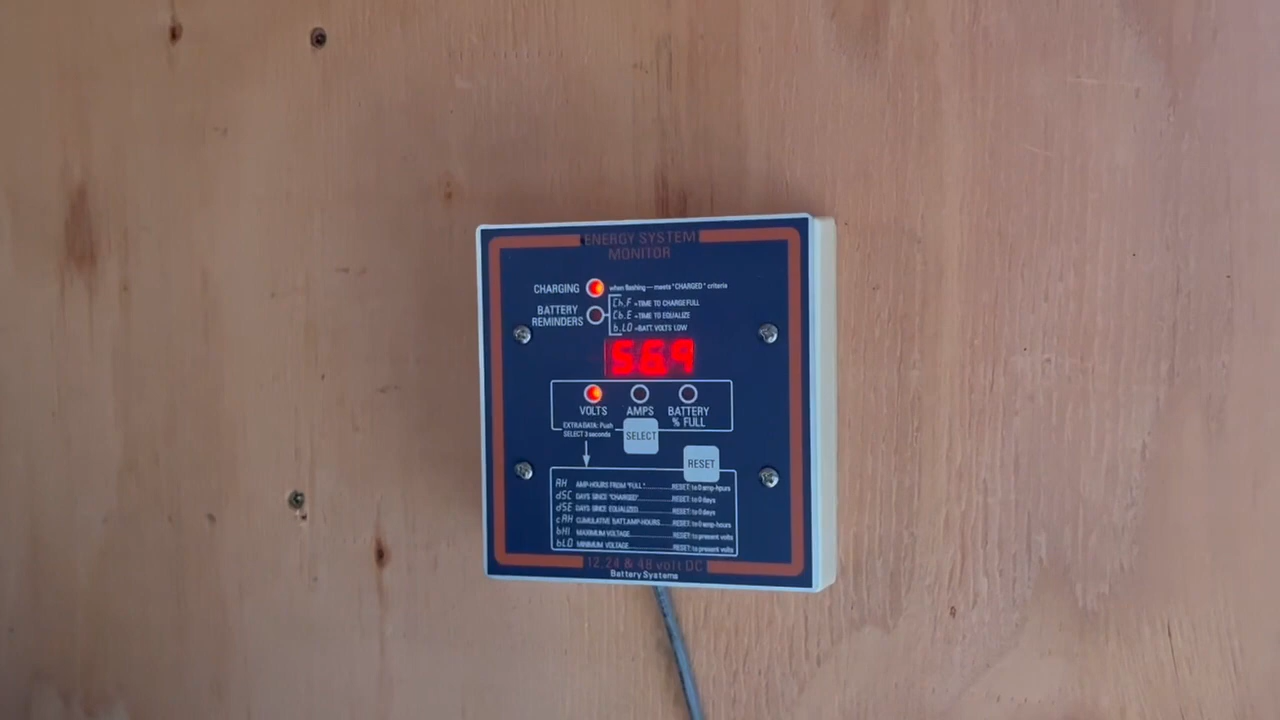 ENERGY SYSTEM
MONITOR
CHARGING when flashing — meets "CHARGED" criteria
BATTERY
REMINDERS
Ch.F =TIME TO CHARGE FULL
Cb.E =TIME TO EQUALIZE
b.LO =BATT. VOLTS LOW
56.9
VOLTS AMPS BATTERY
% FULL
EXTRA DATA: Push
SELECT 3 seconds
SELECT
RESET
AH AMP-HOURS FROM "FULL" RESET: to 0 amp-hours
dSC DAYS SINCE "CHARGED" RESET: to 0 days
dSE DAYS SINCE EQUALIZED RESET: to 0 days
cAH CUMULATIVE BATT. AMP-HOURS RESET: to 0 amp-hours
bHI MAXIMUM VOLTAGE RESET: to present volts
bLO MINIMUM VOLTAGE RESET: to present volts
12, 24 & 48 volt DC
Battery Systems